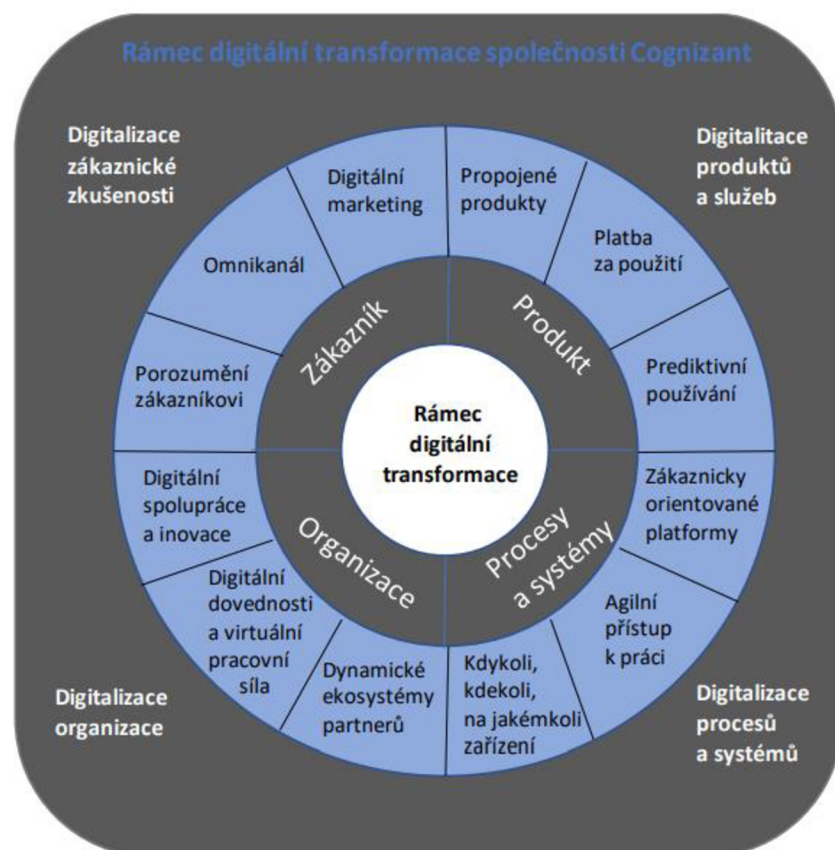 Rámec digitální transformace společnosti Cognizant
Digitalizace
zákaznické
zkušenosti
Digitalitace
produktů
a služeb
Digitální
marketing
Propojené
produkty
Omnikanál
Platba
za použití
Porozumění
zákazníkovi
Prediktivní
používání
Zákazník
Produkt
Rámec
digitální
transformace
Digitální
spolupráce
a inovace
Zákaznicky
orientované
platformy
Organizace
Procesy
a systémy
Digitální
dovednosti
a virtuální
pracovní
síla
Agilní
přístup
k práci
Dynamické
ekosystémy
partnerů
Kdykoli,
kdekoli,
na jakémkoli
zařízení
Digitalizace
organizace
Digitalizace
procesů
a systémů